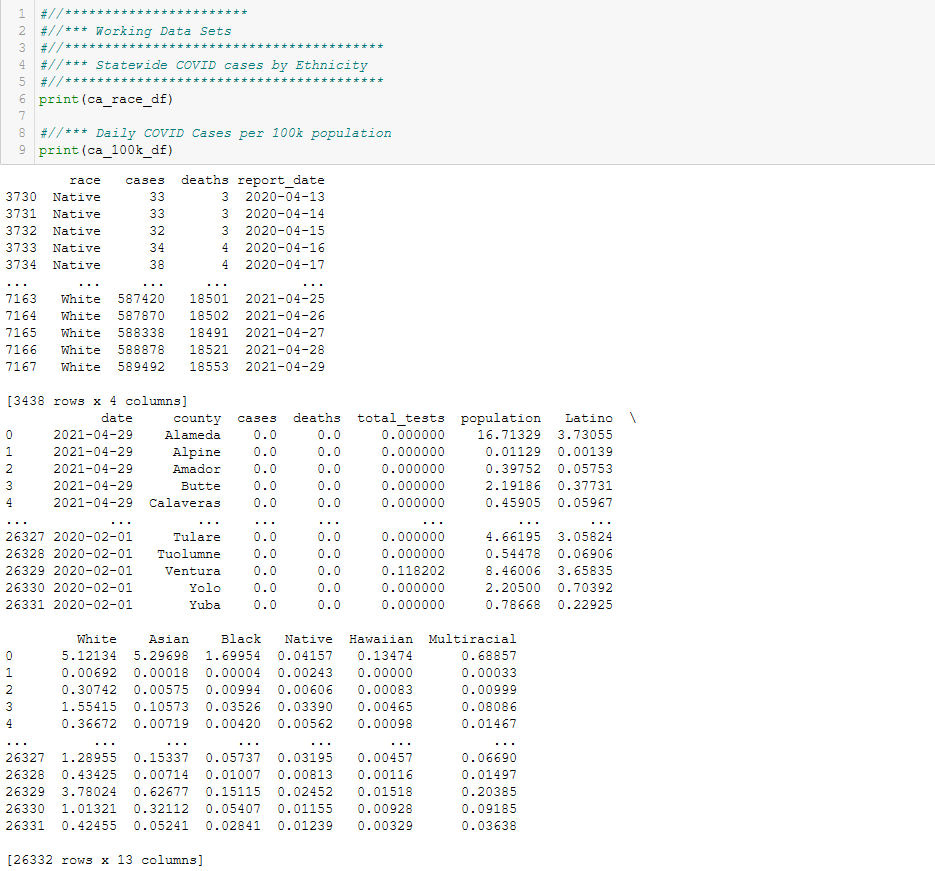 1 #//***********************
2 #//*** Working Data Sets
3 #//****************************************
4 #//*** Statewide COVID cases by Ethnicity
5 #//****************************************
6 print(ca_race_df)
7
8 #//*** Daily COVID Cases per 100k population
9 print(ca_100k_df)
race cases deaths report_date
3730 Native 33 3 2020-04-13
3731 Native 33 3 2020-04-14
3732 Native 32 3 2020-04-15
3733 Native 34 4 2020-04-16
3734 Native 38 4 2020-04-17
... ... ... ... ...
7163 White 587420 18501 2021-04-25
7164 White 587870 18502 2021-04-26
7165 White 588338 18491 2021-04-27
7166 White 588878 18521 2021-04-28
7167 White 589492 18553 2021-04-29
[3438 rows x 4 columns]
date county cases deaths total_tests population Latino \
0 2021-04-29 Alameda 0.0 0.0 0.000000 16.71329 3.73055
1 2021-04-29 Alpine 0.0 0.0 0.000000 0.01129 0.00139
2 2021-04-29 Amador 0.0 0.0 0.000000 0.39752 0.05753
3 2021-04-29 Butte 0.0 0.0 0.000000 2.19186 0.37731
4 2021-04-29 Calaveras 0.0 0.0 0.000000 0.45905 0.05967
... ... ... ... ... ... ... ...
26327 2020-02-01 Tulare 0.0 0.0 0.000000 4.66195 3.05824
26328 2020-02-01 Tuolumne 0.0 0.0 0.000000 0.54478 0.06906
26329 2020-02-01 Ventura 0.0 0.0 0.118202 8.46006 3.65835
26330 2020-02-01 Yolo 0.0 0.0 0.000000 2.20500 0.70392
26331 2020-02-01 Yuba 0.0 0.0 0.000000 0.78668 0.22925
White Asian Black Native Hawaiian Multiracial
0 5.12134 5.29698 1.69954 0.04157 0.13474 0.68857
1 0.00692 0.00018 0.00004 0.00243 0.00000 0.00033
2 0.30742 0.00575 0.00994 0.00606 0.00083 0.00999
3 1.55415 0.10573 0.03526 0.03390 0.00465 0.08086
4 0.36672 0.00719 0.00420 0.00562 0.00098 0.01467
... ... ... ... ... ... ...
26327 1.28955 0.15337 0.05737 0.03195 0.00457 0.06690
26328 0.43425 0.00714 0.01007 0.00813 0.00116 0.01497
26329 3.78024 0.62677 0.15115 0.02452 0.01518 0.20385
26330 1.01321 0.32112 0.05407 0.01155 0.00928 0.09185
26331 0.42455 0.05241 0.02841 0.01239 0.00329 0.03638
[26332 rows x 13 columns]